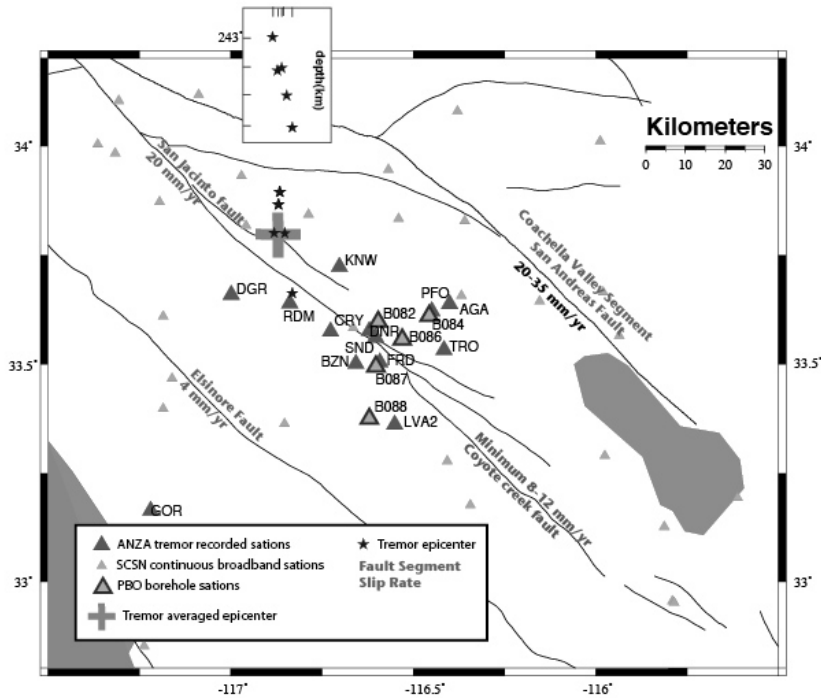 243°
depth(km)
34°
34°
Kilometers
0 5 10 15 20 25 30
San Jacinto fault
20 mm/yr
Coachella Valley Segment
San Andreas Fault
20-35 mm/yr
KNW
DGR
RDM
CRY
B082
PFO
AGA
B084
DNR
B086
SND
TRO
BZN
FRD
B087
33.5°
33.5°
B088
LVA2
Elsinore Fault
4 mm/yr
Minimum 8-12 mm/yr
Coyote creek fault
GOR
ANZA tremor recorded sations
SCSN continuous broadband sations
PBO borehole sations
Tremor averaged epicenter
Tremor epicenter
Fault Segment
Slip Rate
33°
33°
-117°
-116.5°
-116°